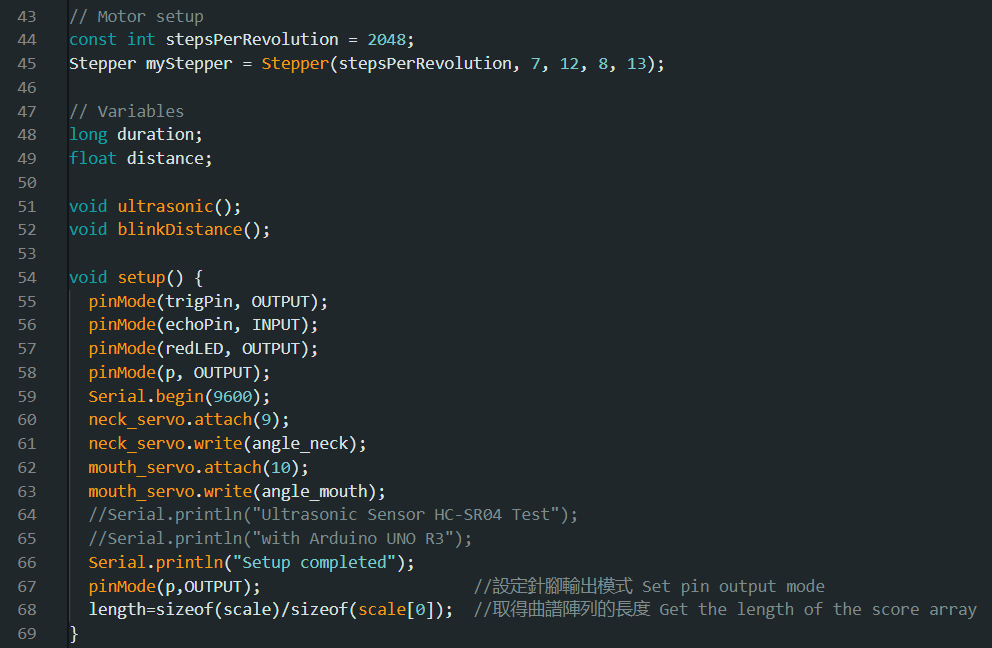 43 // Motor setup
44 const int stepsPerRevolution = 2048;
45 Stepper myStepper = Stepper(stepsPerRevolution, 7, 12, 8, 13);
46
47 // Variables
48 long duration;
49 float distance;
50
51 void ultrasonic();
52 void blinkDistance();
53
54 void setup() {
55   pinMode(trigPin, OUTPUT);
56   pinMode(echoPin, INPUT);
57   pinMode(redLED, OUTPUT);
58   pinMode(p, OUTPUT);
59   Serial.begin(9600);
60   neck_servo.attach(9);
61   neck_servo.write(angle_neck);
62   mouth_servo.attach(10);
63   mouth_servo.write(angle_mouth);
64   //Serial.println("Ultrasonic Sensor HC-SR04 Test");
65   //Serial.println("with Arduino UNO R3");
66   Serial.println("Setup completed");
67   pinMode(p,OUTPUT);                      //設定針腳輸出模式 Set pin output mode
68   length=sizeof(scale)/sizeof(scale[0]);  //取得曲譜陣列的長度 Get the length of the score array
69 }